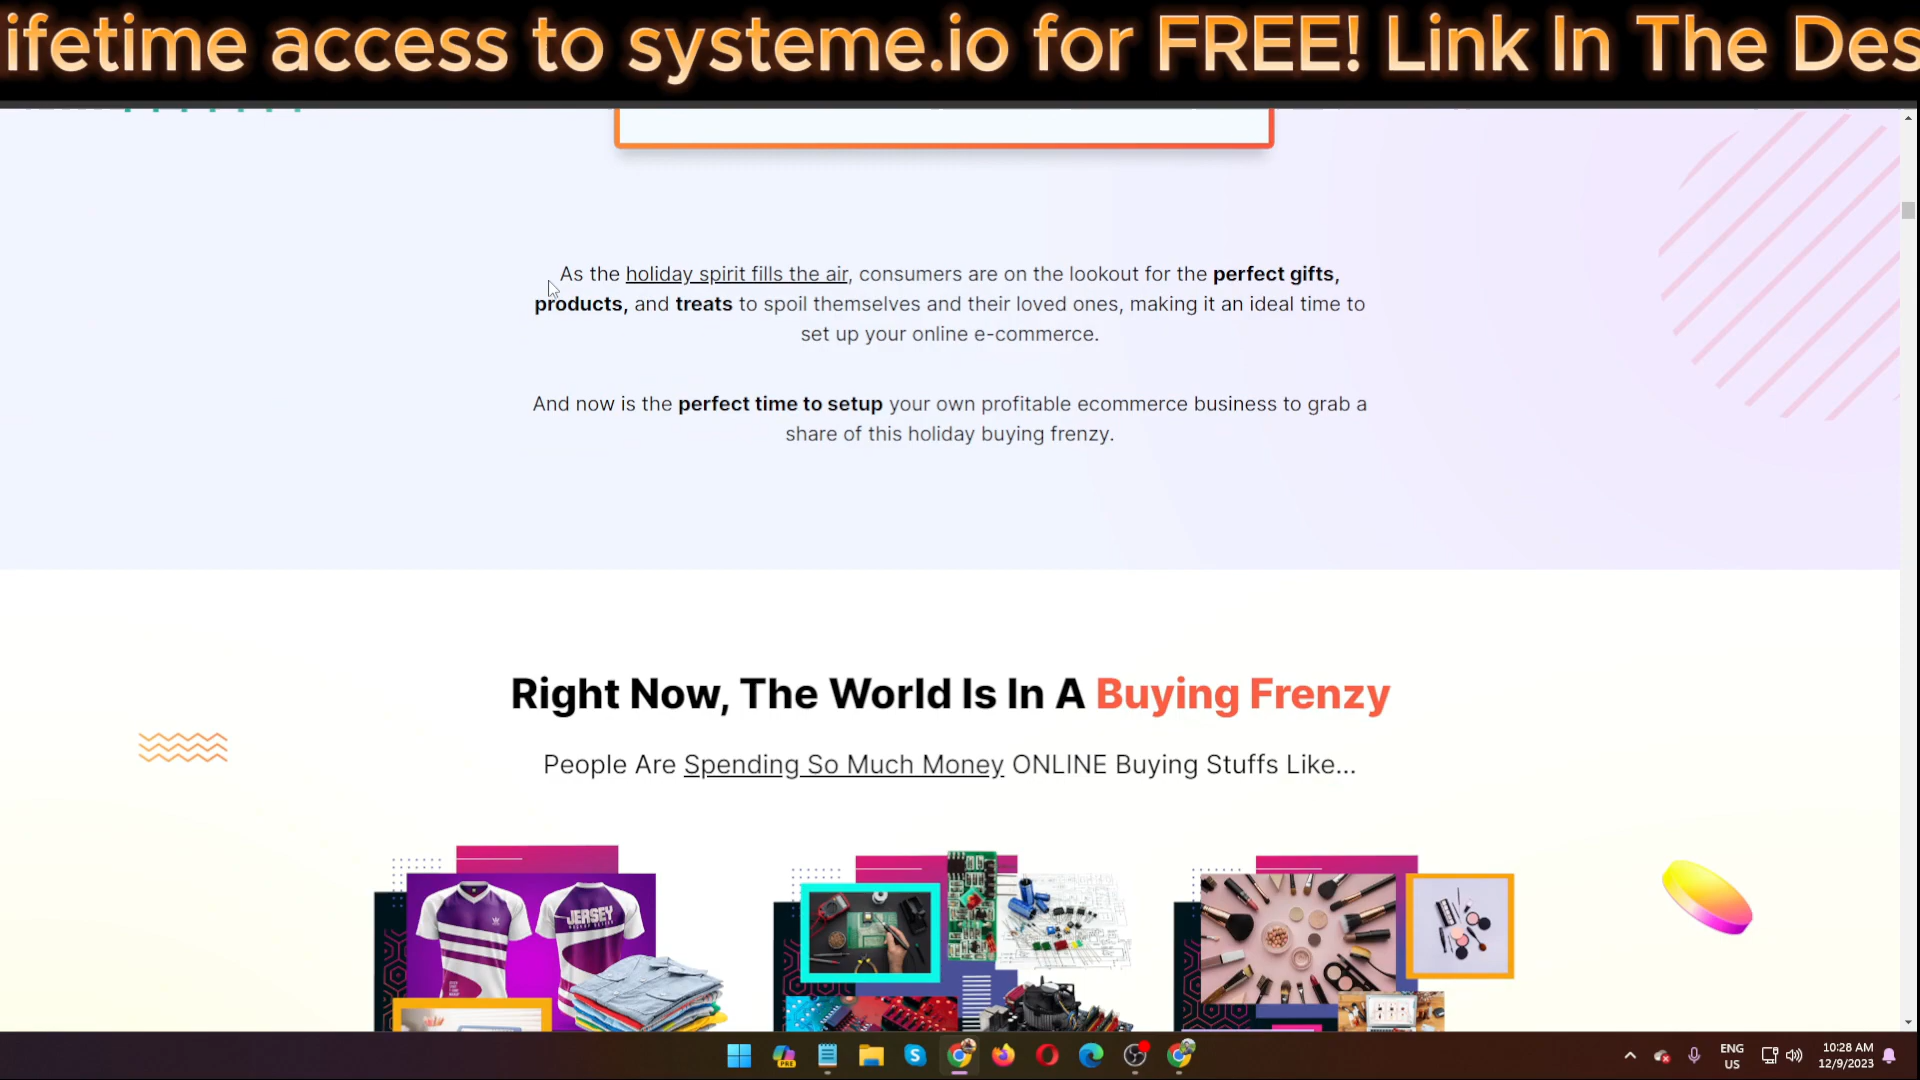 ifetime access to systeme.io for FREE! Link In The Des
As the holiday spirit fills the air, consumers are on the lookout for the perfect gifts,
products, and treats to spoil themselves and their loved ones, making it an ideal time to
set up your online e-commerce.
And now is the perfect time to setup your own profitable ecommerce business to grab a
share of this holiday buying frenzy.
Right Now, The World Is In A Buying Frenzy
People Are Spending So Much Money ONLINE Buying Stuffs Like...
JERSEY
PRE
ENG
US
10:28 AM
12/9/2023